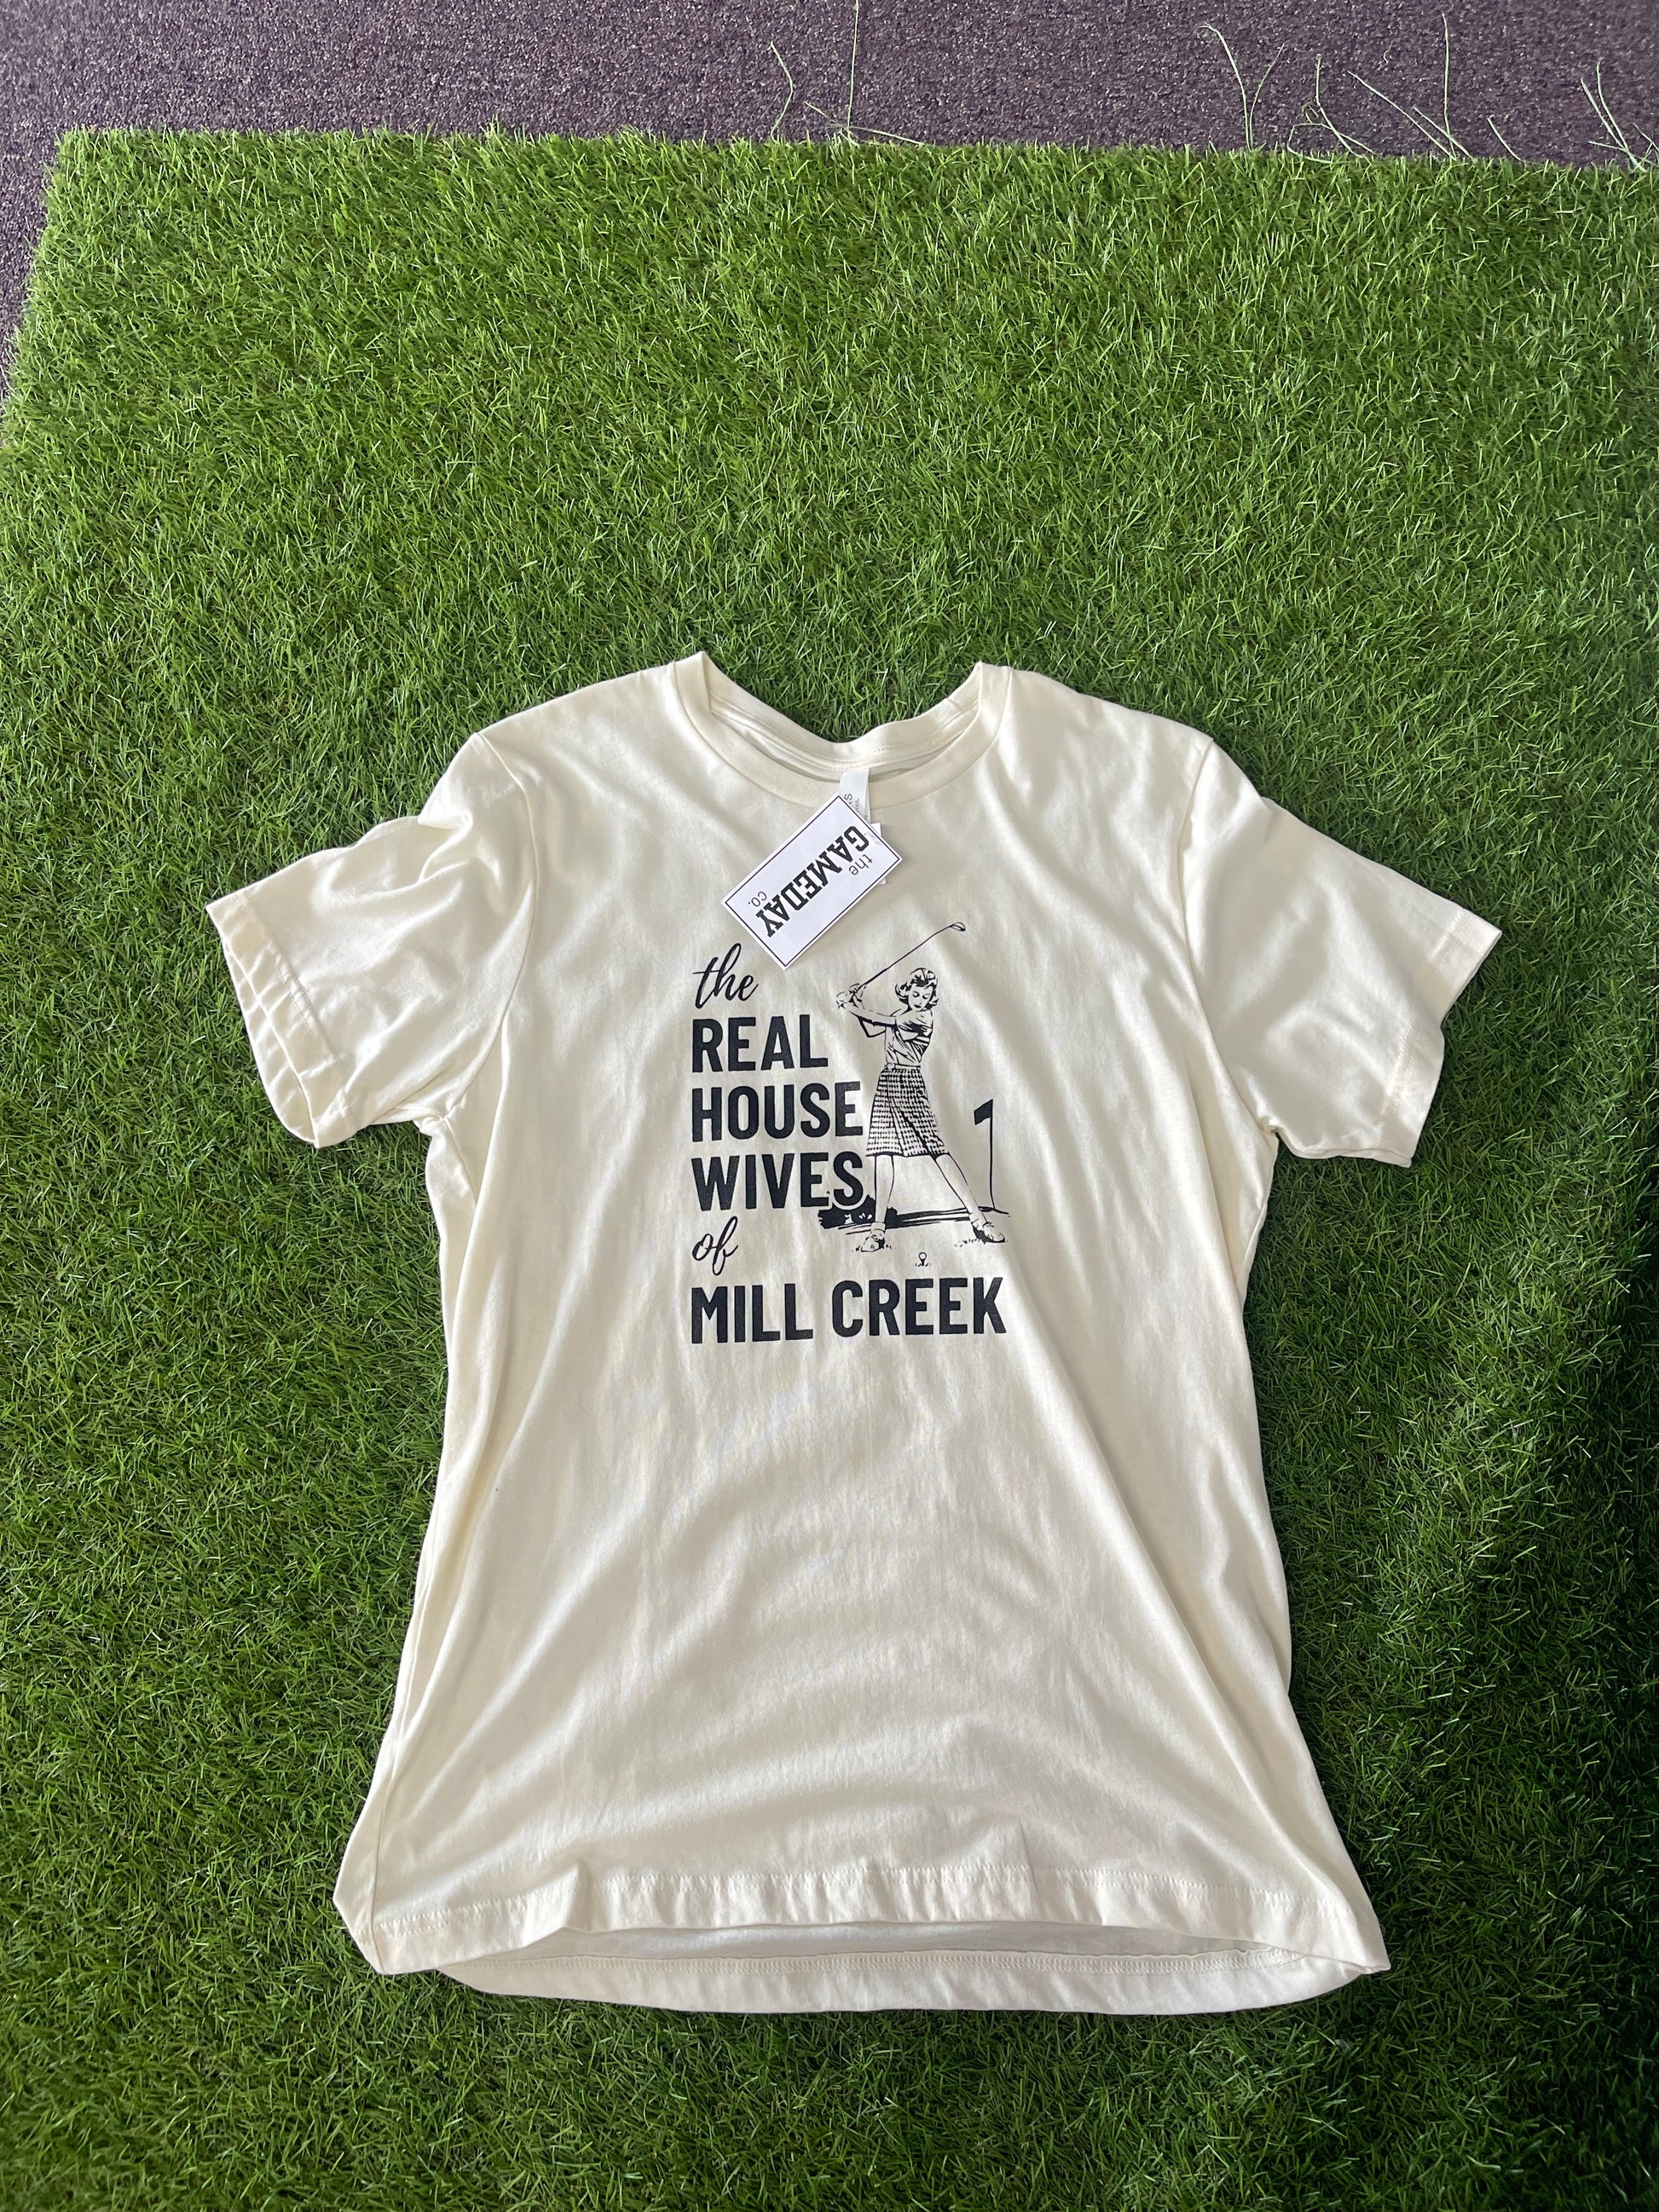 the
GAMEDAY
CO.
the
REAL
HOUSE
WIVES
of
MILL CREEK